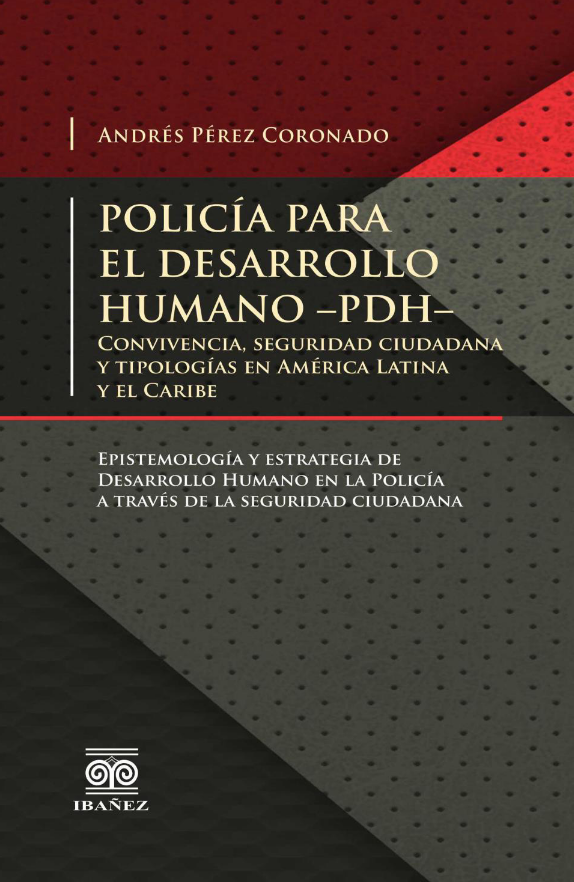 Andrés Pérez Coronado
POLICÍA PARA
EL DESARROLLO
HUMANO –PDH–
Convivencia, seguridad ciudadana
y tipologías en América Latina
y el Caribe
Epistemología y estrategia de
Desarrollo Humano en la Policía
a través de la seguridad ciudadana
IBAÑEZ